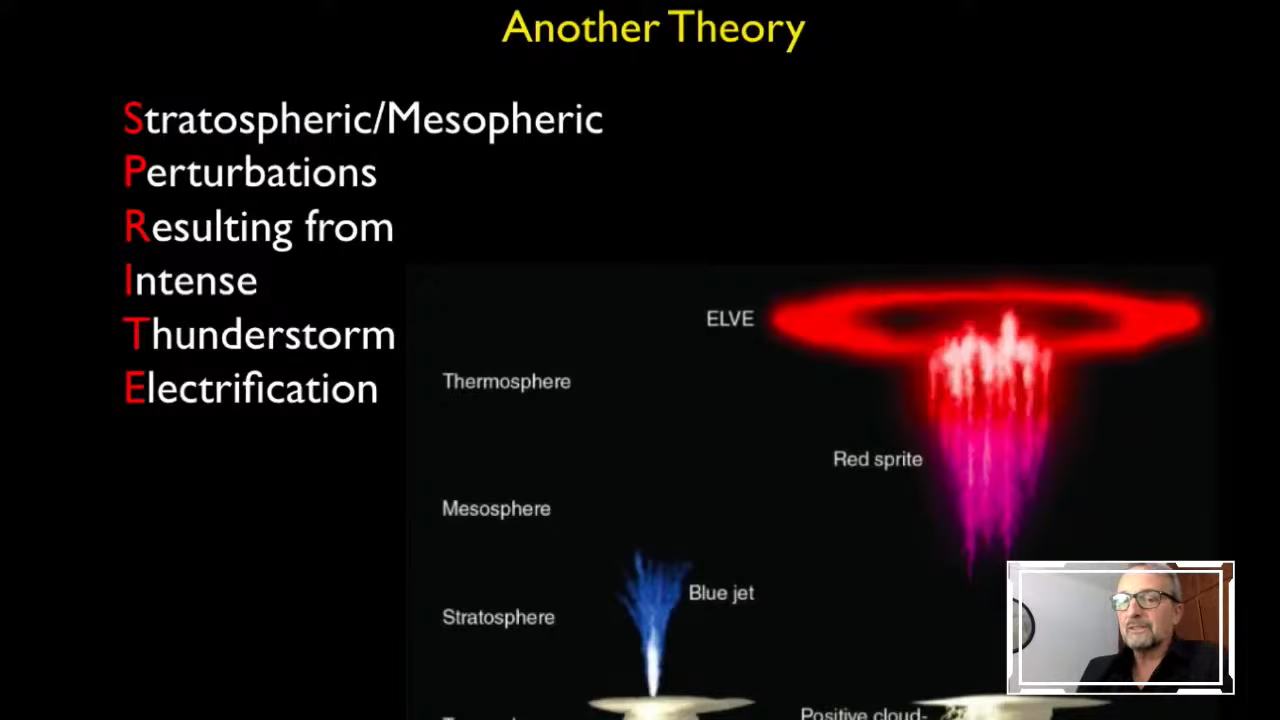 Another Theory
Stratospheric/Mesopheric
Perturbations
Resulting from
Intense
Thunderstorm
Electrification
ELVE
Thermosphere
Red sprite
Mesosphere
Blue jet
Stratosphere
Positive cloud-